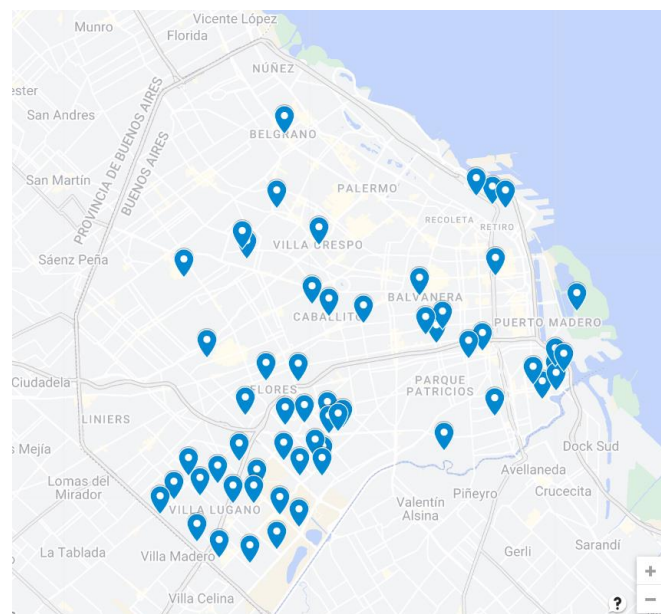 Vicente López
Munro
Florida
NÚÑEZ
San Andres
BELGRANO
PROVINCIA DE BUENOS AIRES
BUENOS AIRES
San Martín
PALERMO
RECOLETA
RETIRO
VILLA CRESPO
Sáenz Peña
BALVANERA
CABALLITO
PUERTO MADERO
Ciudadela
FLORES
PARQUE
PATRICIOS
LINIERS
Dock Sud
Avellaneda
Lomas del
Mirador
Piñeyro
Crucecita
Valentín
Alsina
VILLA LUGANO
La Tablada
Villa Madero
Gerli
Sarandí
Villa Celina
+
−
?